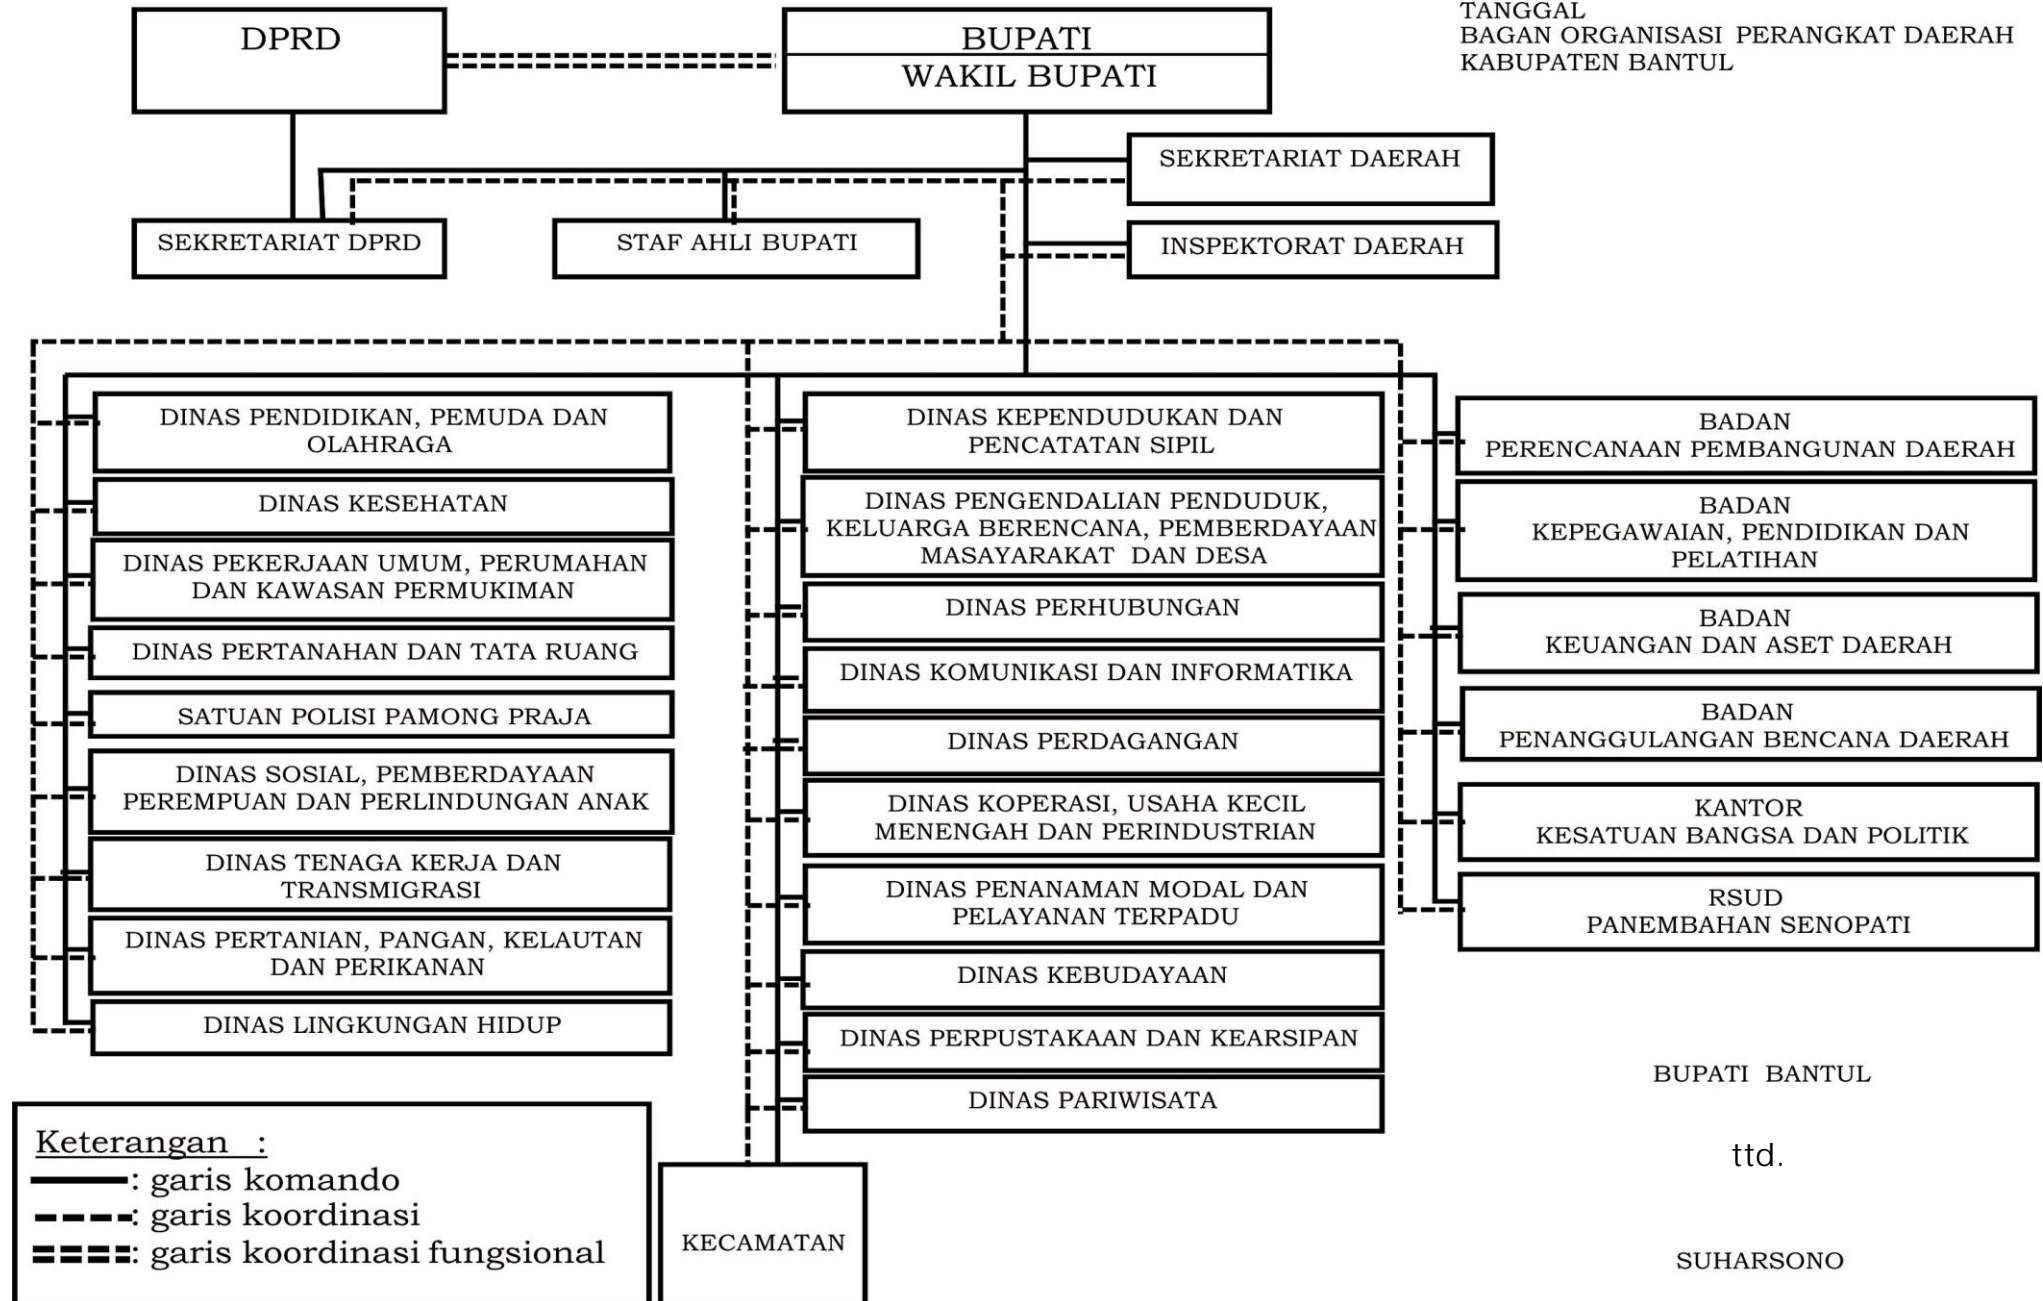 TANGGAL
BAGAN ORGANISASI PERANGKAT DAERAH
KABUPATEN BANTUL
DPRD
BUPATI
WAKIL BUPATI
SEKRETARIAT DAERAH
SEKRETARIAT DPRD
STAF AHLI BUPATI
INSPEKTORAT DAERAH
DINAS PENDIDIKAN, PEMUDA DAN
OLAHRAGA
DINAS KESEHATAN
DINAS PEKERJAAN UMUM, PERUMAHAN
DAN KAWASAN PERMUKIMAN
DINAS PERTANAHAN DAN TATA RUANG
SATUAN POLISI PAMONG PRAJA
DINAS SOSIAL, PEMBERDAYAAN
PEREMPUAN DAN PERLINDUNGAN ANAK
DINAS TENAGA KERJA DAN
TRANSMIGRASI
DINAS PERTANIAN, PANGAN, KELAUTAN
DAN PERIKANAN
DINAS LINGKUNGAN HIDUP
DINAS KEPENDUDUKAN DAN
PENCATATAN SIPIL
DINAS PENGENDALIAN PENDUDUK,
KELUARGA BERENCANA, PEMBERDAYAAN
MASAYARAKAT DAN DESA
DINAS PERHUBUNGAN
DINAS KOMUNIKASI DAN INFORMATIKA
DINAS PERDAGANGAN
DINAS KOPERASI, USAHA KECIL
MENENGAH DAN PERINDUSTRIAN
DINAS PENANAMAN MODAL DAN
PELAYANAN TERPADU
DINAS KEBUDAYAAN
DINAS PERPUSTAKAAN DAN KEARSIPAN
DINAS PARIWISATA
KECAMATAN
BADAN
PERENCANAAN PEMBANGUNAN DAERAH
BADAN
KEPEGAWAIAN, PENDIDIKAN DAN
PELATIHAN
BADAN
KEUANGAN DAN ASET DAERAH
BADAN
PENANGGULANGAN BENCANA DAERAH
KANTOR
KESATUAN BANGSA DAN POLITIK
RSUD
PANEMBAHAN SENOPATI
Keterangan :
: garis komando
: garis koordinasi
: garis koordinasi fungsional
BUPATI BANTUL
ttd.
SUHARSONO